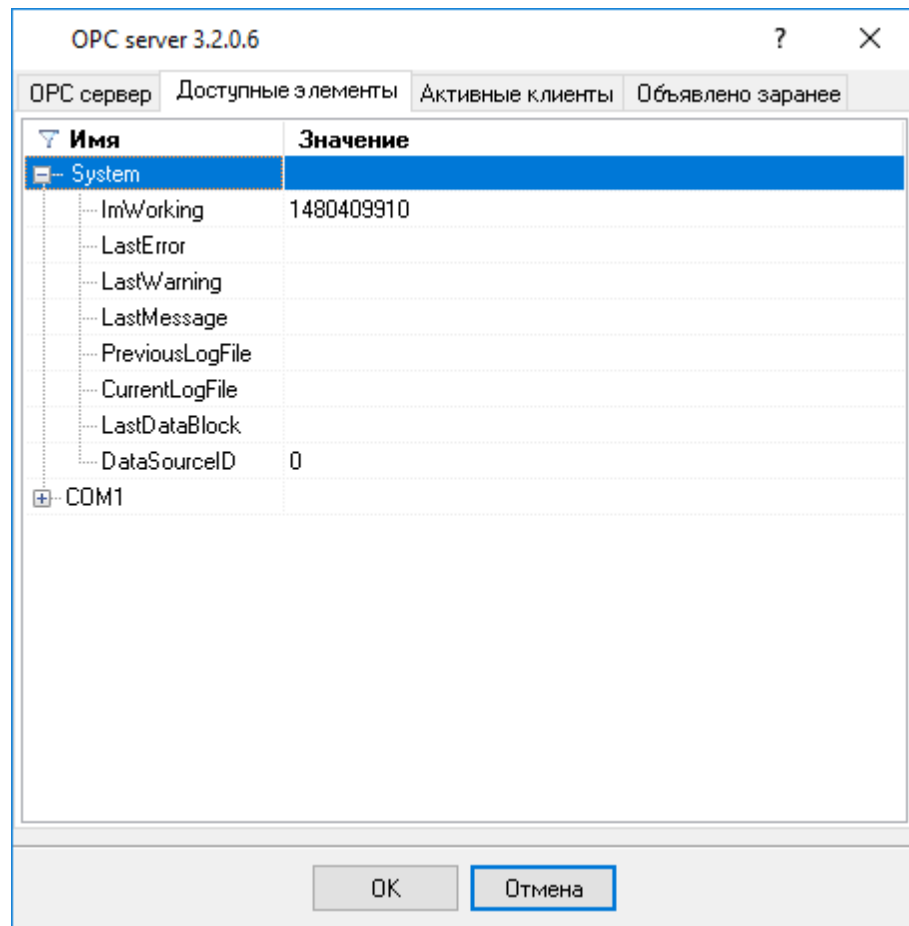 OPC server 3.2.0.6 ?
OPC сервер Доступные элементы Активные клиенты Объявлено заранее
Имя Значение
System
ImWorking 1480409910
LastError
LastWarning
LastMessage
PreviousLogFile
CurrentLogFile
LastDataBlock
DataSourceID 0
COM1
OK Отмена